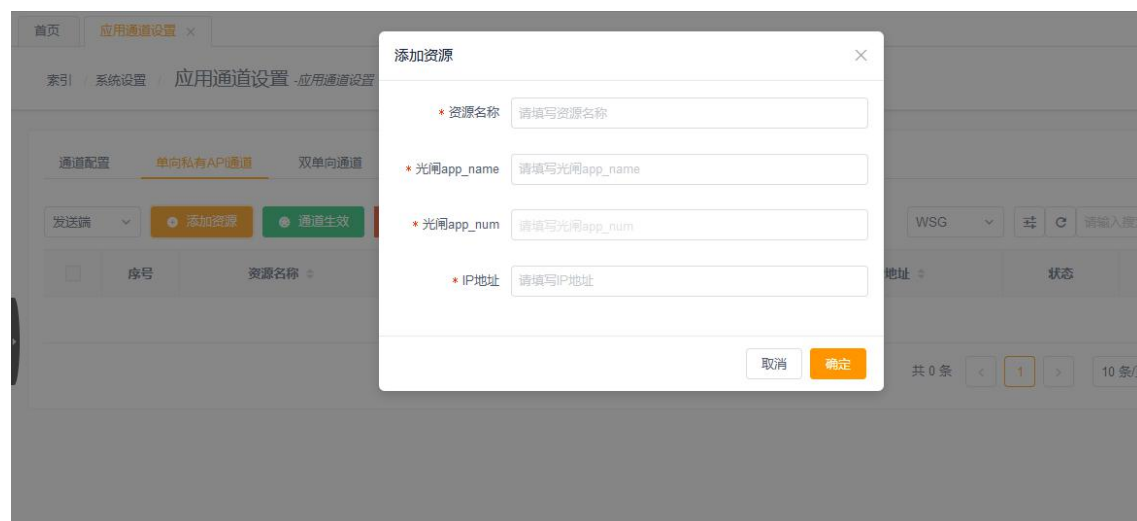 首页 应用通道设置 ×
索引 / 系统设置 / 应用通道设置 -应用通道设置
添加资源
* 资源名称 请填写资源名称
* 光闸app_name 请填写光闸app_name
* 光闸app_num 请填写光闸app_num
* IP地址 请填写IP地址
取消 确定
通道配置 单向私有API通道 双单向通道
发送端 添加资源 通道生效 WSG 请输入搜
序号 资源名称 地址 状态
共 0 条 < 1 > 10 条/